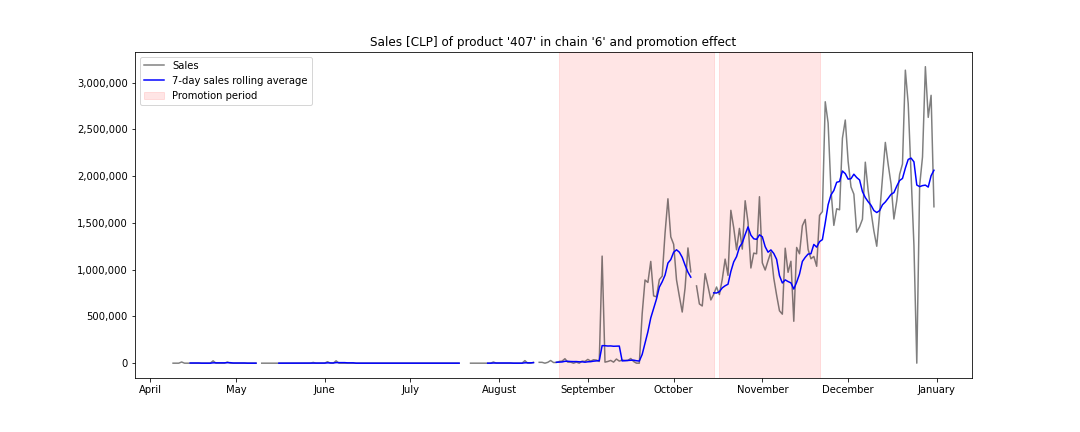 Sales [CLP] of product '407' in chain '6' and promotion effect
Sales
7-day sales rolling average
Promotion period
3,000,000
2,500,000
2,000,000
1,500,000
1,000,000
500,000
0
April May June July August September October November December January